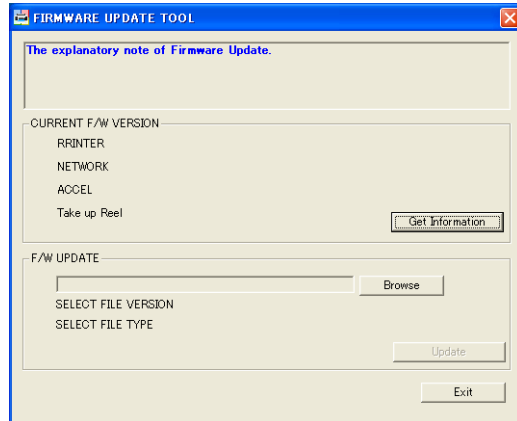 FIRMWARE UPDATE TOOL
The explanatory note of Firmware Update.
CURRENT F/W VERSION
RRINTER
NETWORK
ACCEL
Take up Reel
Get Information
F/W UPDATE
Browse
SELECT FILE VERSION
SELECT FILE TYPE
Update
Exit